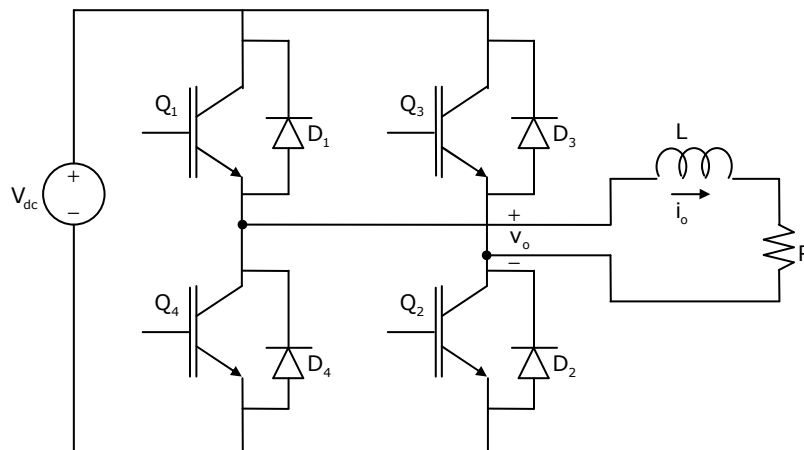 Q1
D1
Q3
D3
L
+
Vdc
−
+
vo
−
io
R
Q4
D4
Q2
D2